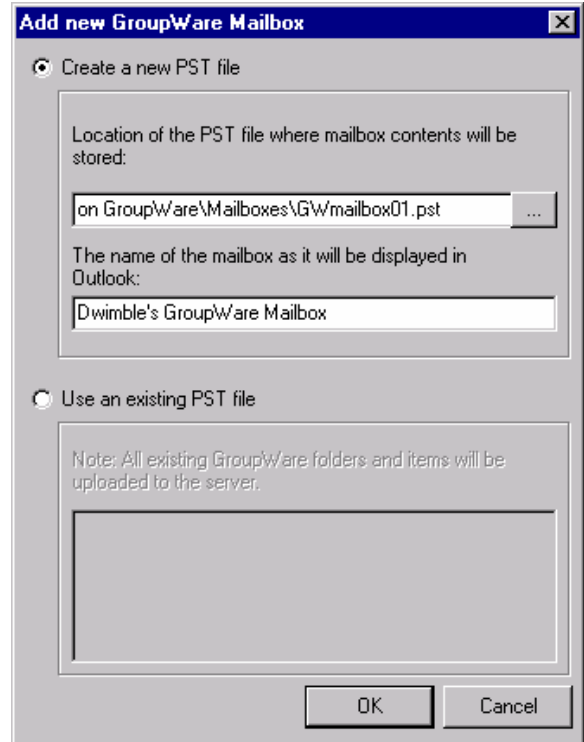 Add new GroupWare Mailbox
Create a new PST file
Location of the PST file where mailbox contents will be
stored:
on GroupWare\Mailboxes\GWmailbox01.pst
...
The name of the mailbox as it will be displayed in
Outlook:
Dwimble's GroupWare Mailbox
Use an existing PST file
Note: All existing GroupWare folders and items will be
uploaded to the server.
OK
Cancel